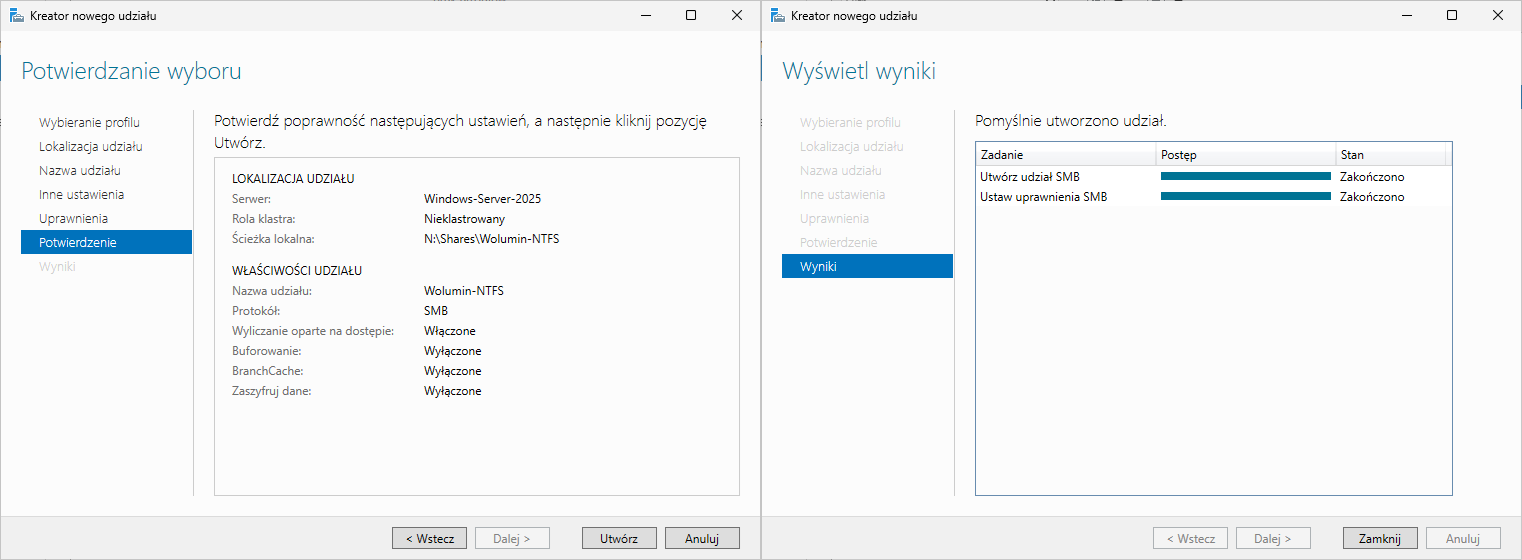 Kreator nowego udziału
Potwierdzanie wyboru
Wybieranie profilu
Lokalizacja udziału
Nazwa udziału
Inne ustawienia
Uprawnienia
Potwierdzenie
Wyniki
Potwierdź poprawność następujących ustawień, a następnie kliknij pozycję
Utwórz.
LOKALIZACJA UDZIAŁU
Serwer: Windows-Server-2025
Rola klastra: Nieklastrowany
Ścieżka lokalna: N:\Shares\Wolumin-NTFS
WŁAŚCIWOŚCI UDZIAŁU
Nazwa udziału: Wolumin-NTFS
Protokół: SMB
Wyliczanie oparte na dostępie: Włączone
Buforowanie: Wyłączone
BranchCache: Wyłączone
Zaszyfruj dane: Wyłączone
< Wstecz Dalej > Utwórz Anuluj
Kreator nowego udziału
Wyświetl wyniki
Wybieranie profilu
Lokalizacja udziału
Nazwa udziału
Inne ustawienia
Uprawnienia
Potwierdzenie
Wyniki
Pomyślnie utworzono udział.
Zadanie Postęp Stan
Utwórz udział SMB Zakończono
Ustaw uprawnienia SMB Zakończono
< Wstecz Dalej > Zamknij Anuluj